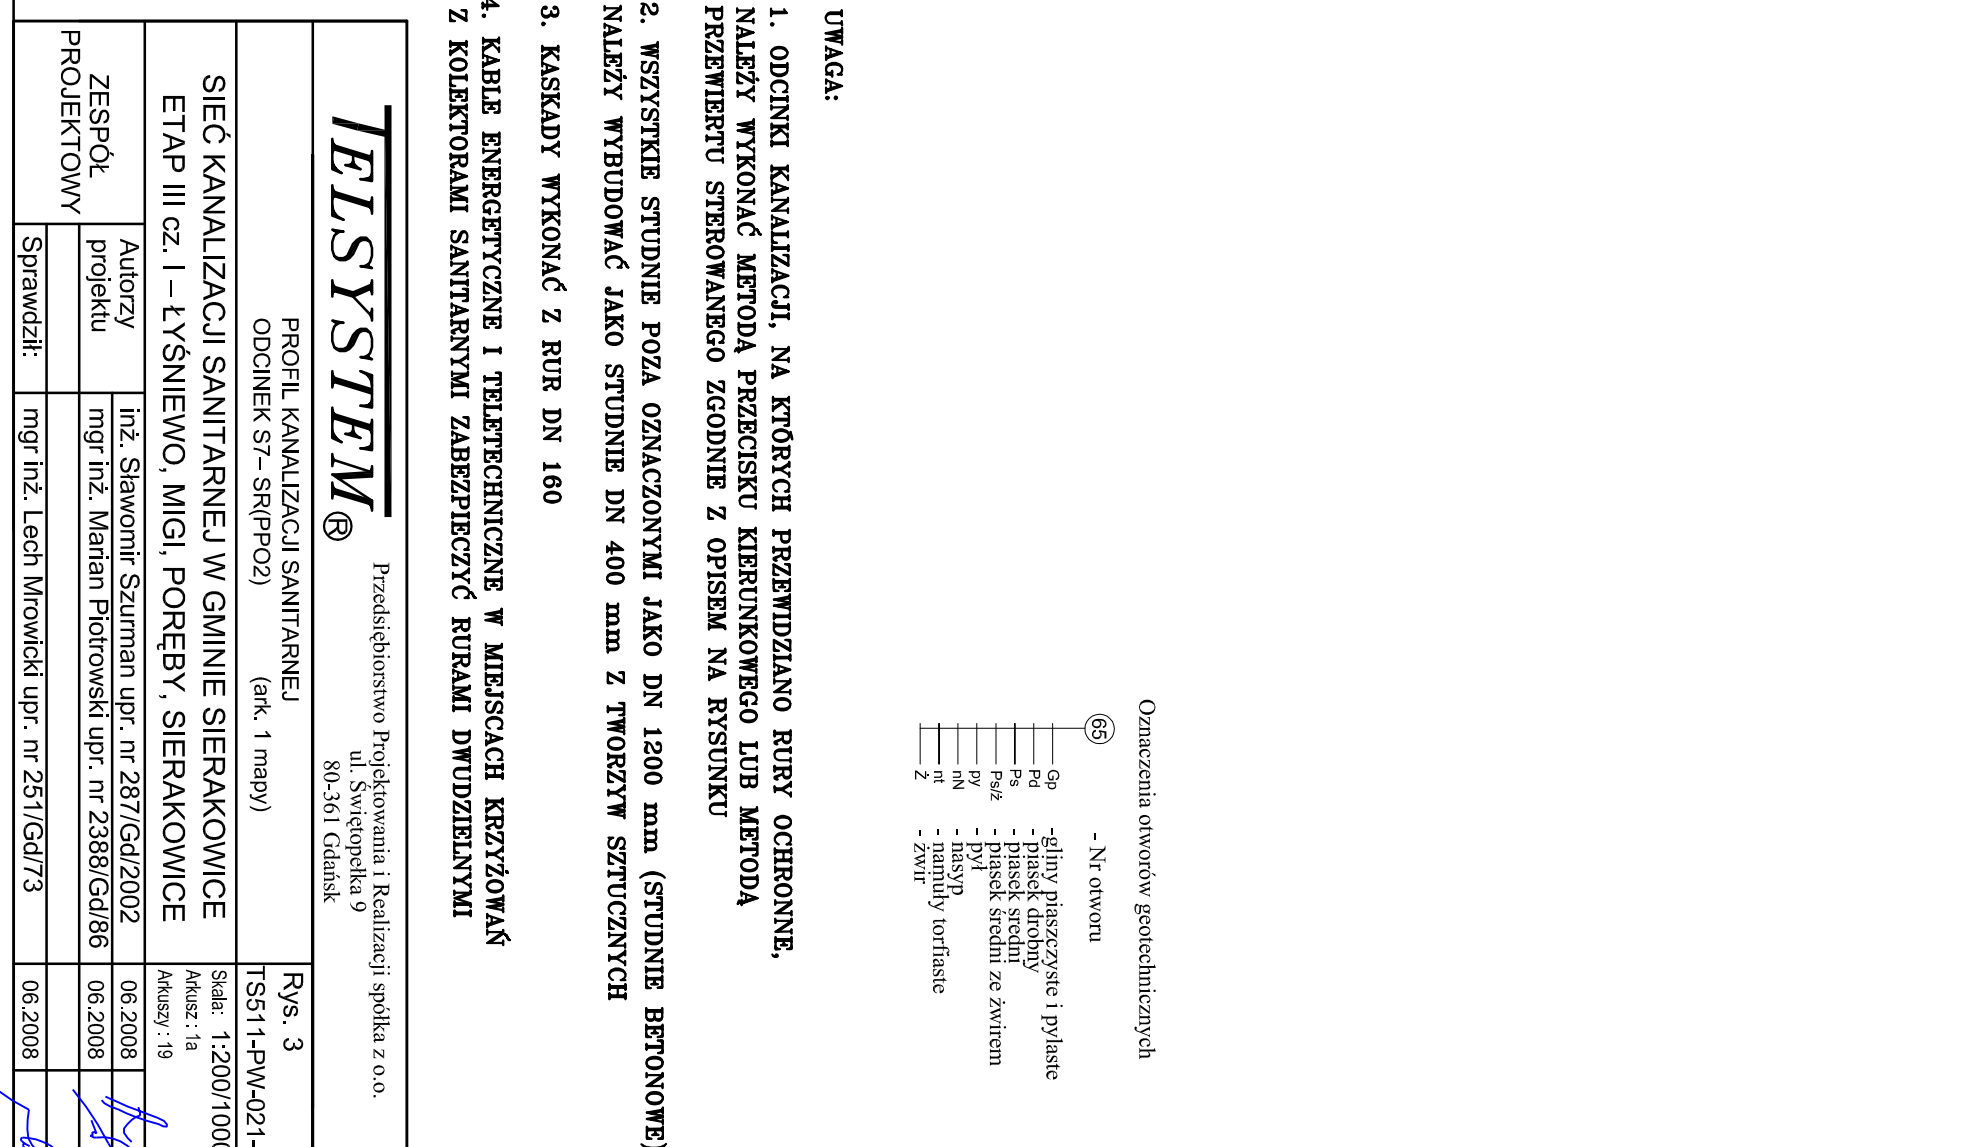 Oznaczenia otworów geotechnicznych
65 - Nr otworu
Gp -gliny piaszczyste i pylaste
Pd - piasek drobny
Ps - piasek sredni
Ps/ż - piasek średni ze żwirem
py - pył
nN - nasyp
nt - namuły torfiaste
Ż - żwir
UWAGA:
1. ODCINKI KANALIZACJI, NA KTÓRYCH PRZEWIDZIANO RURY OCHRONNE,
NALEŻY WYKONAĆ METODĄ PRZECISKU KIERUNKOWEGO LUB METODĄ
PRZEWIERTU STEROWANEGO ZGODNIE Z OPISEM NA RYSUNKU
2. WSZYSTKIE STUDNIE POZA OZNACZONYMI JAKO DN 1200 mm (STUDNIE BETONOWE)
NALEŻY WYBUDOWAĆ JAKO STUDNIE DN 400 mm Z TWORZYW SZTUCZNYCH
3. KASKADY WYKONAĆ Z RUR DN 160
4. KABLE ENERGETYCZNE I TELETECHNICZNE W MIEJSCACH KRZYŻOWAŃ
Z KOLEKTORAMI SANITARNYMI ZABEZPIECZYĆ RURAMI DWUDZIELNYMI
TELSYSTEM®
Przedsiębiorstwo Projektowania i Realizacji spółka z o.o.
ul. Świętopełka 9
80-361 Gdańsk
PROFIL KANALIZACJI SANITARNEJ
ODCINEK S7– SR(PPO2) (ark. 1 mapy)
Rys. 3
TS511-PW-021-
SIEĆ KANALIZACJI SANITARNEJ W GMINIE SIERAKOWICE
ETAP III cz. I – ŁYŚNIEWO, MIGI, PORĘBY, SIERAKOWICE
Skala: 1:200/1000
Arkusz : 1a
Arkuszy : 19
ZESPÓŁ
PROJEKTOWY
Autorzy
projektu
inż. Sławomir Szurman upr. nr 287/Gd/2002 06.2008
mgr inż. Marian Piotrowski upr. nr 2388/Gd/86 06.2008
Sprawdził: mgr inż. Lech Mrowicki upr. nr 251/Gd/73 06.2008